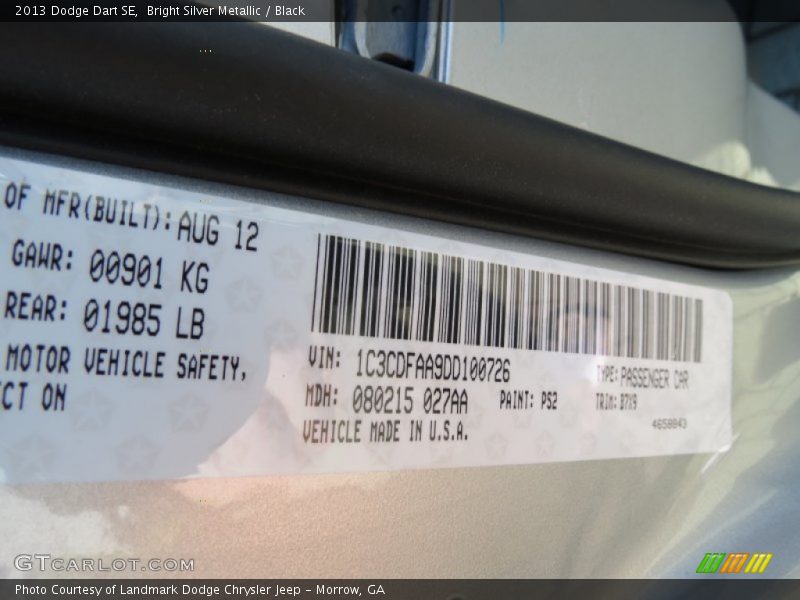 2013 Dodge Dart SE, Bright Silver Metallic / Black
OF MFR(BUILT): AUG 12
GAWR: 00901 KG
REAR: 01985 LB
MOTOR VEHICLE SAFETY,
ECT ON
VIN: 1C3CDFAA9DD100726
TYPE: PASSENGER CAR
MDH: 080215 027AA
PAINT: PS2
TRIM: B7X9
VEHICLE MADE IN U.S.A.
4658843
GTCARLOT.COM
Photo Courtesy of Landmark Dodge Chrysler Jeep – Morrow, GA